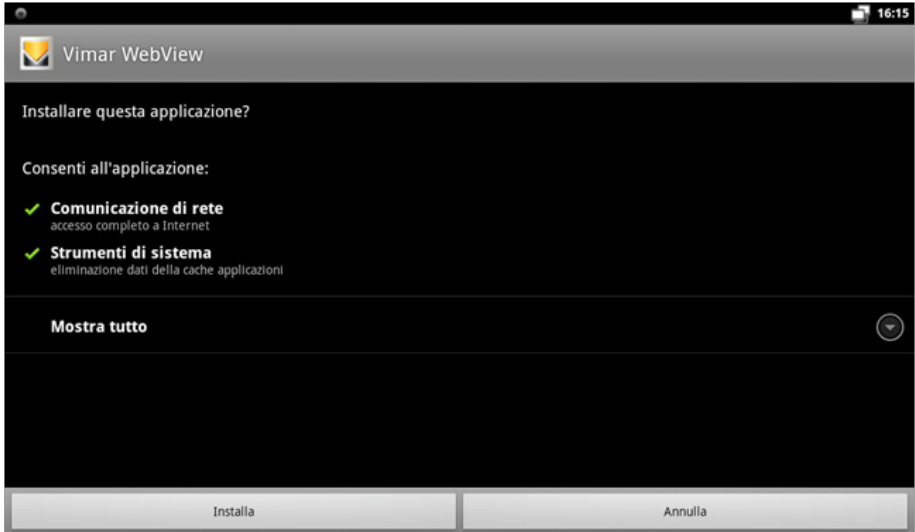 16:15
Vimar WebView
Installare questa applicazione?
Consenti all'applicazione:
Comunicazione di rete
accesso completo a Internet
Strumenti di sistema
eliminazione dati della cache applicazioni
Mostra tutto
Installa
Annulla